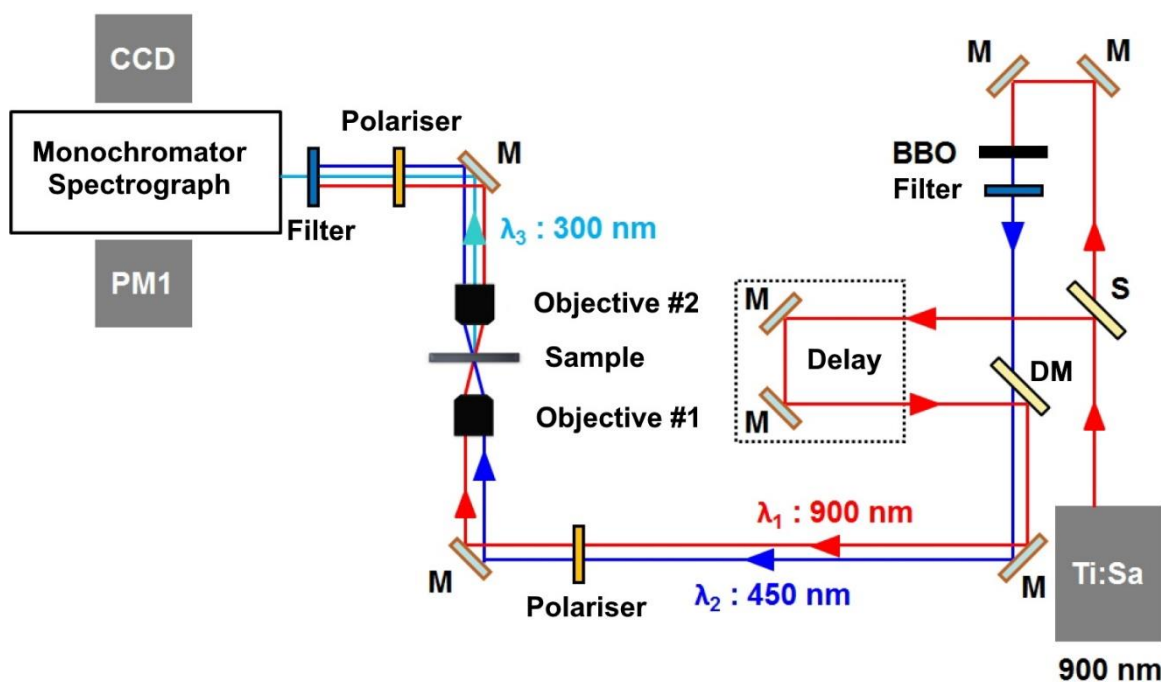 CCD
Monochromator
Spectrograph
PM1
Polariser
Filter
M
λ₃ : 300 nm
Objective #2
Sample
Objective #1
M
Polariser
λ₁ : 900 nm
λ₂ : 450 nm
M
M
BBO
Filter
S
M
Delay
M
DM
M
Ti:Sa
900 nm